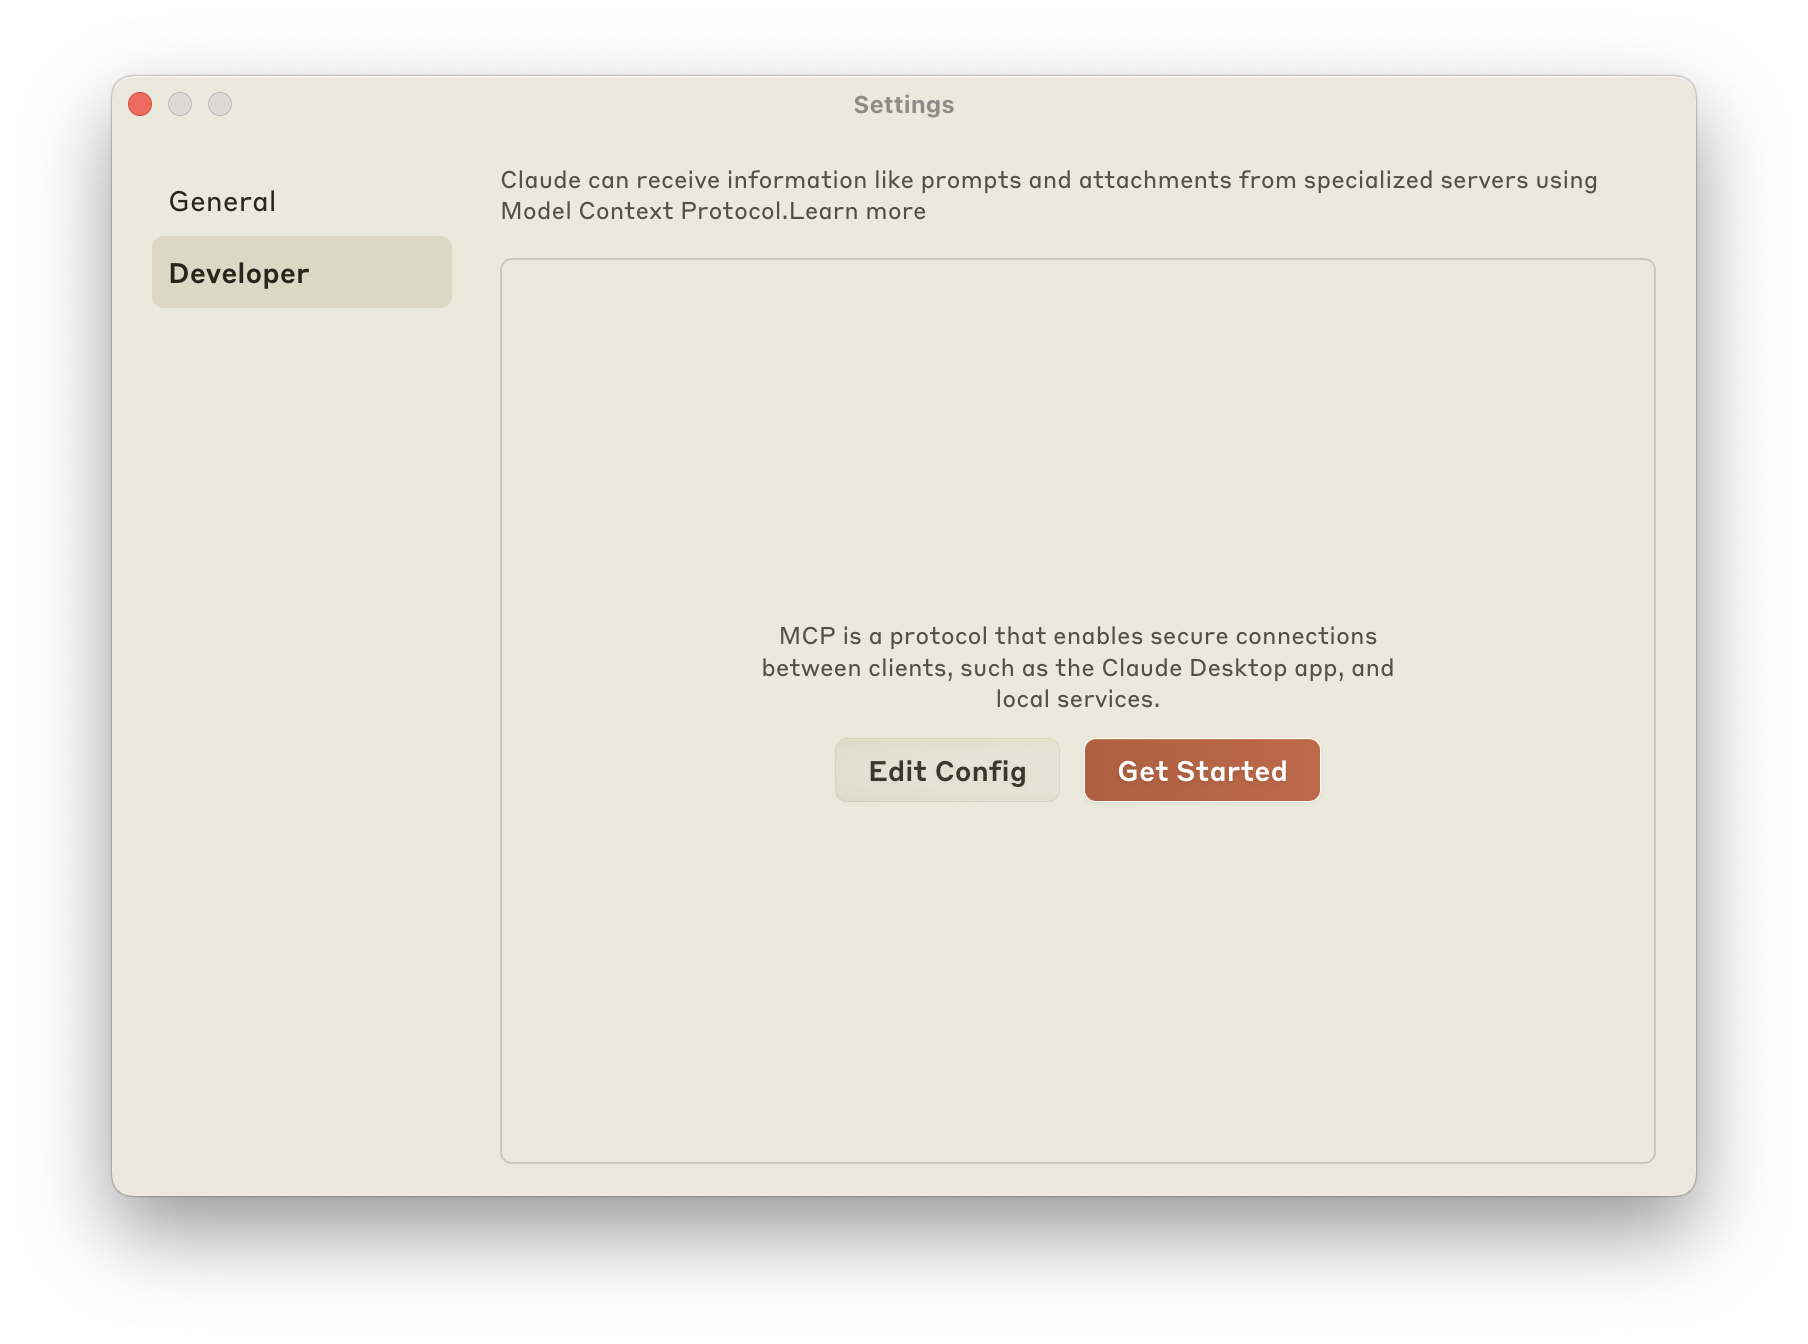 Settings
General
Developer
Claude can receive information like prompts and attachments from specialized servers using
Model Context Protocol.Learn more
MCP is a protocol that enables secure connections
between clients, such as the Claude Desktop app, and
local services.
Edit Config
Get Started